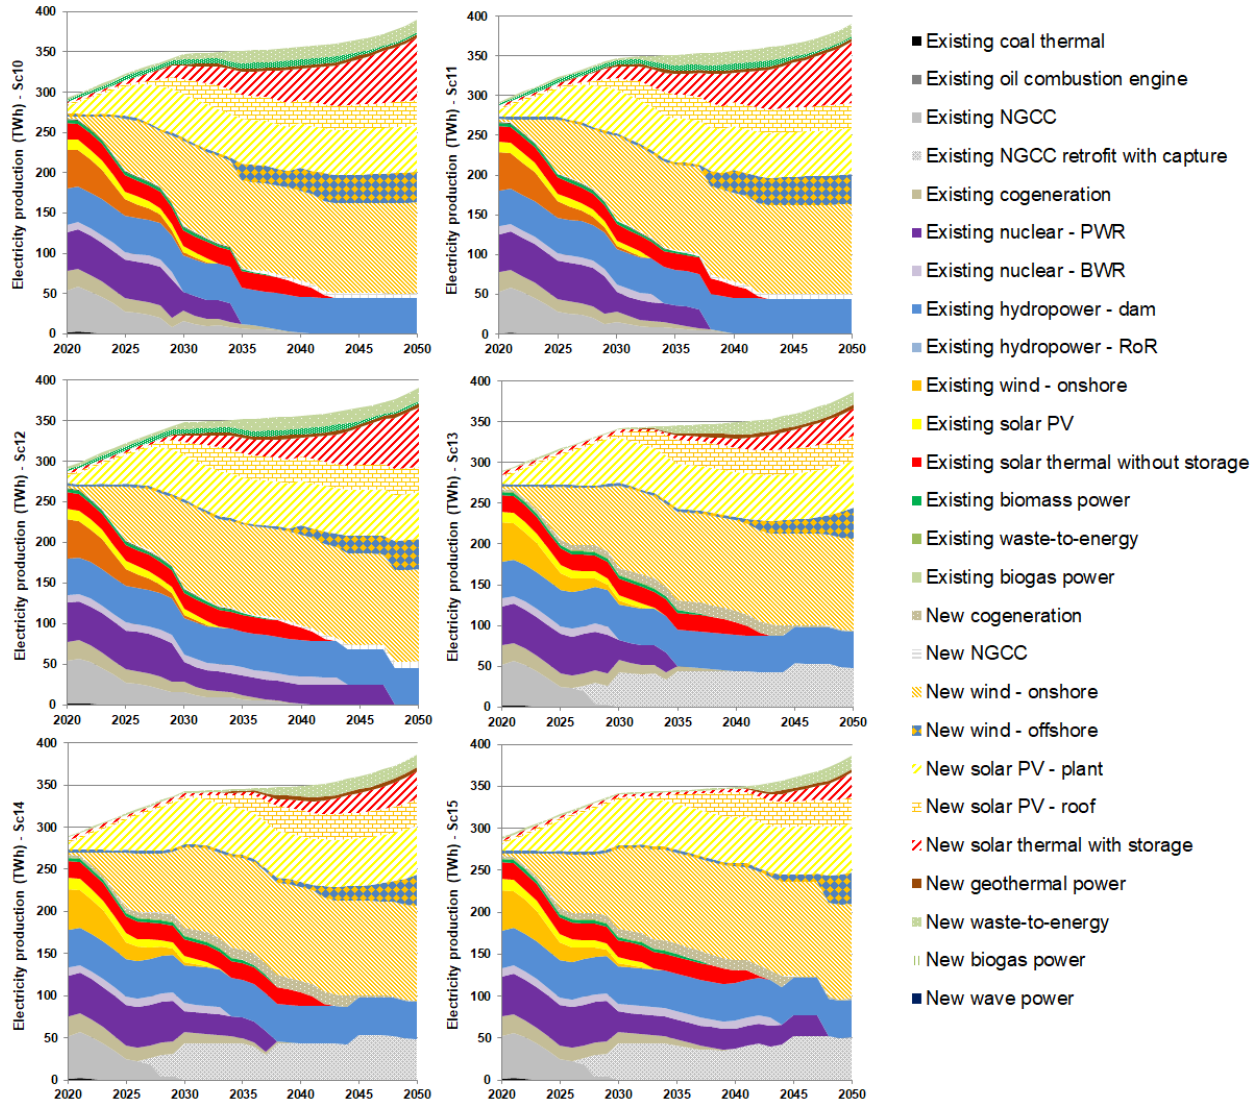 Electricity production (TWh) - Sc10
400
350
300
250
200
150
100
50
0
2020 2025 2030 2035 2040 2045 2050
Electricity production (TWh) - Sc11
400
350
300
250
200
150
100
50
0
2020 2025 2030 2035 2040 2045 2050
Electricity production (TWh) - Sc12
400
350
300
250
200
150
100
50
0
2020 2025 2030 2035 2040 2045 2050
Electricity production (TWh) - Sc13
400
350
300
250
200
150
100
50
0
2020 2025 2030 2035 2040 2045 2050
Electricity production (TWh) - Sc14
400
350
300
250
200
150
100
50
0
2020 2025 2030 2035 2040 2045 2050
Electricity production (TWh) - Sc15
400
350
300
250
200
150
100
50
0
2020 2025 2030 2035 2040 2045 2050
Existing coal thermal
Existing oil combustion engine
Existing NGCC
Existing NGCC retrofit with capture
Existing cogeneration
Existing nuclear - PWR
Existing nuclear - BWR
Existing hydropower - dam
Existing hydropower - RoR
Existing wind - onshore
Existing solar PV
Existing solar thermal without storage
Existing biomass power
Existing waste-to-energy
Existing biogas power
New cogeneration
New NGCC
New wind - onshore
New wind - offshore
New solar PV - plant
New solar PV - roof
New solar thermal with storage
New geothermal power
New waste-to-energy
New biogas power
New wave power